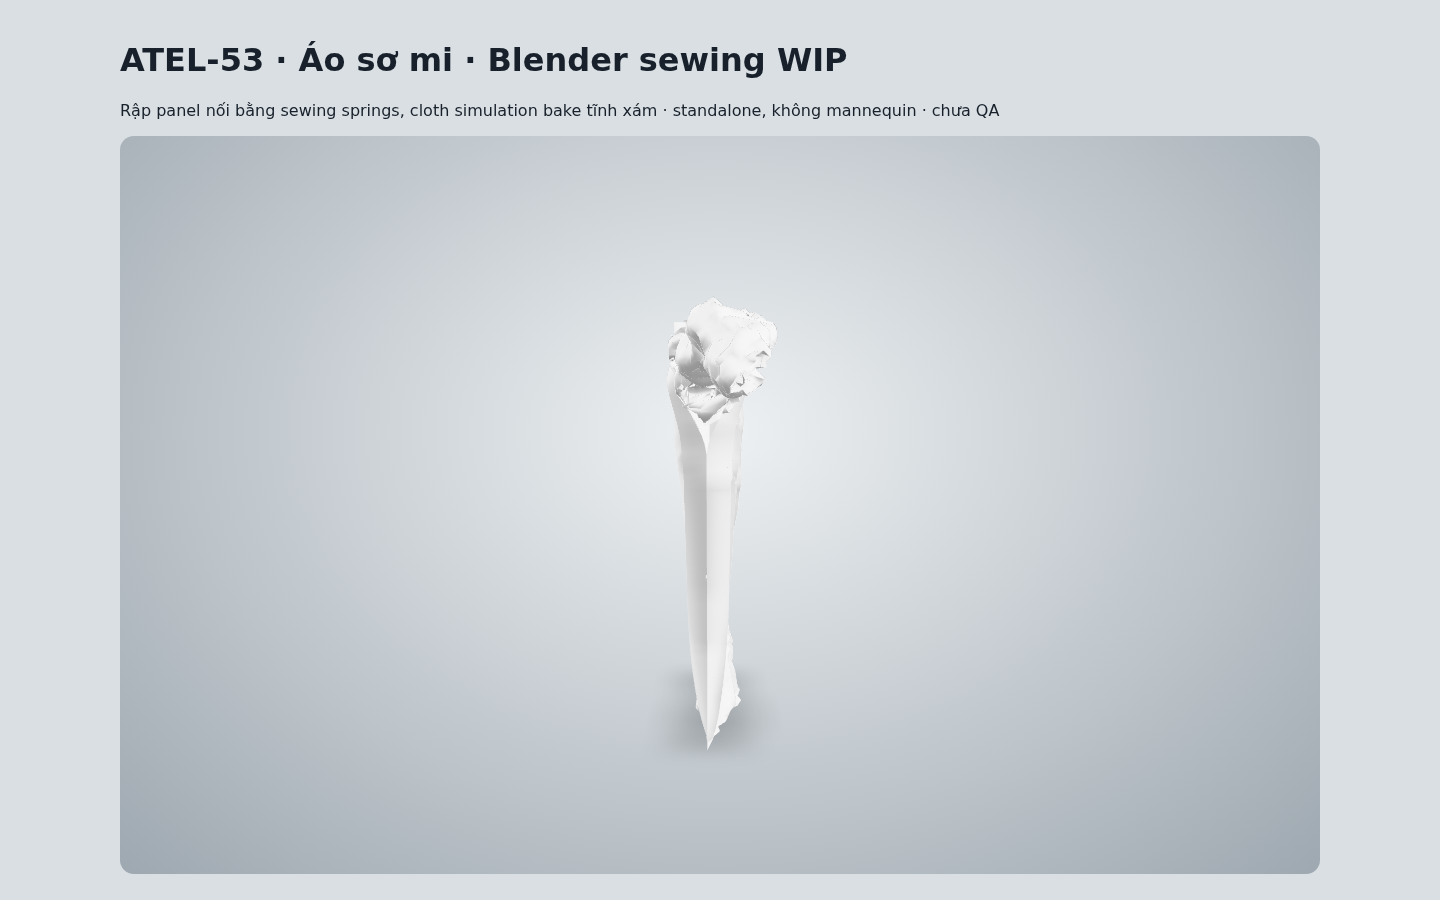 ATEL-53 · Áo sơ mi · Blender sewing WIP
Rập panel nối bằng sewing springs, cloth simulation bake tĩn xám · standalone, không mannequin · chưa QA